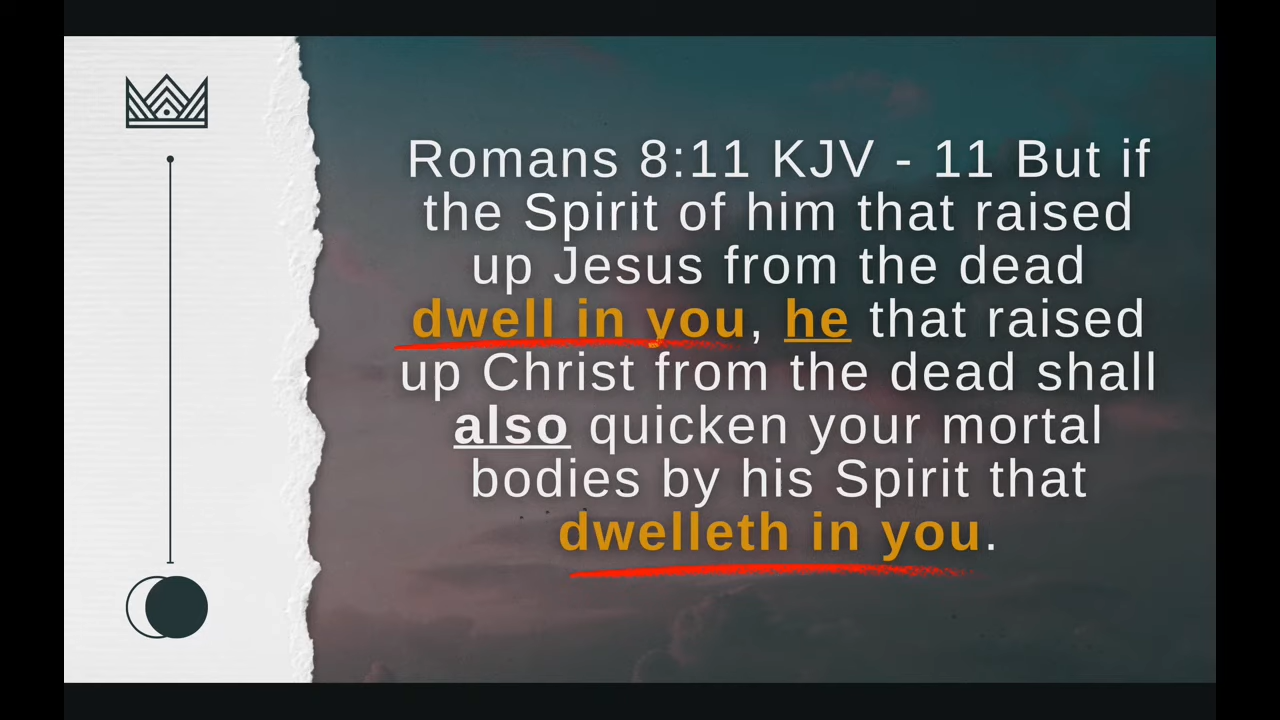 Romans 8:11 KJV - 11 But if
the Spirit of him that raised
up Jesus from the dead
dwell in you, he that raised
up Christ from the dead shall
also quicken your mortal
bodies by his Spirit that
dwelleth in you.